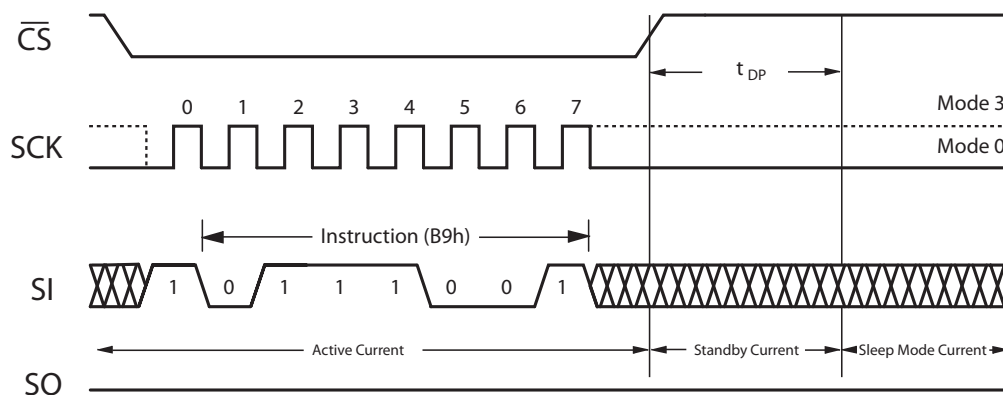 CS
t DP
0 1 2 3 4 5 6 7
Mode 3
SCK
Mode 0
Instruction (B9h)
SI
1 0 1 1 1 0 0 1
Active Current
Standby Current
Sleep Mode Current
SO